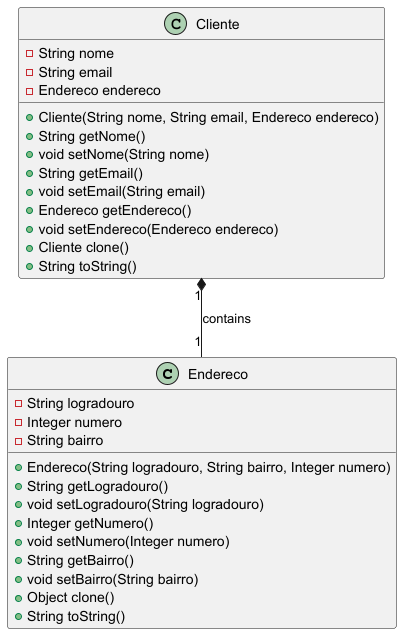 C Cliente
String nome
String email
Endereco endereco
Cliente(String nome, String email, Endereco endereco)
String getNome()
void setNome(String nome)
String getEmail()
void setEmail(String email)
Endereco getEndereco()
void setEndereco(Endereco endereco)
Cliente clone()
String toString()
1
contains
1
C Endereco
String logradouro
Integer numero
String bairro
Endereco(String logradouro, String bairro, Integer numero)
String getLogradouro()
void setLogradouro(String logradouro)
Integer getNumero()
void setNumero(Integer numero)
String getBairro()
void setBairro(String bairro)
Object clone()
String toString()